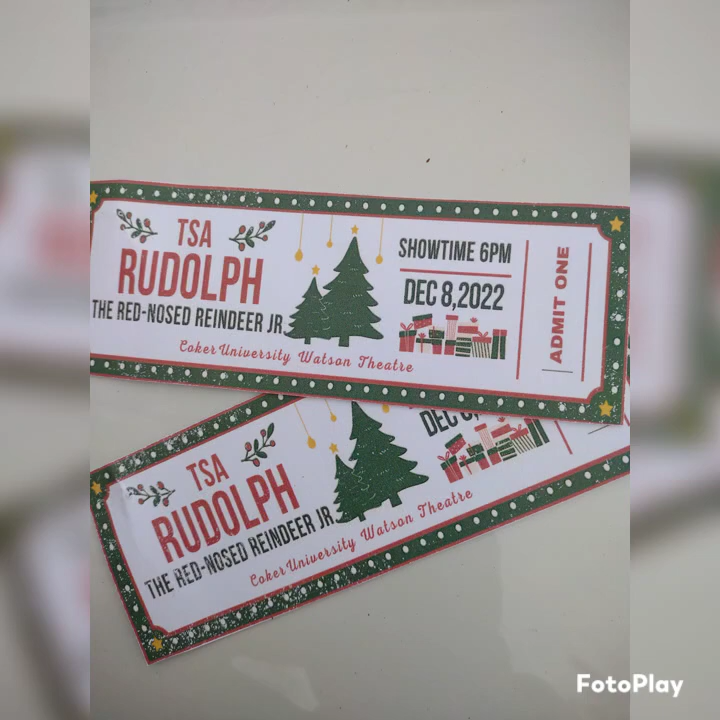 TSA
RUDOLPH
THE RED-NOSED REINDEER JR.
Coker University Watson Theatre
SHOWTIME 6PM
DEC 8,2022
ADMIT ONE
TSA
RUDOLPH
THE RED-NOSED REINDEER JR.
Coker University Watson Theatre
DEC
FotoPlay